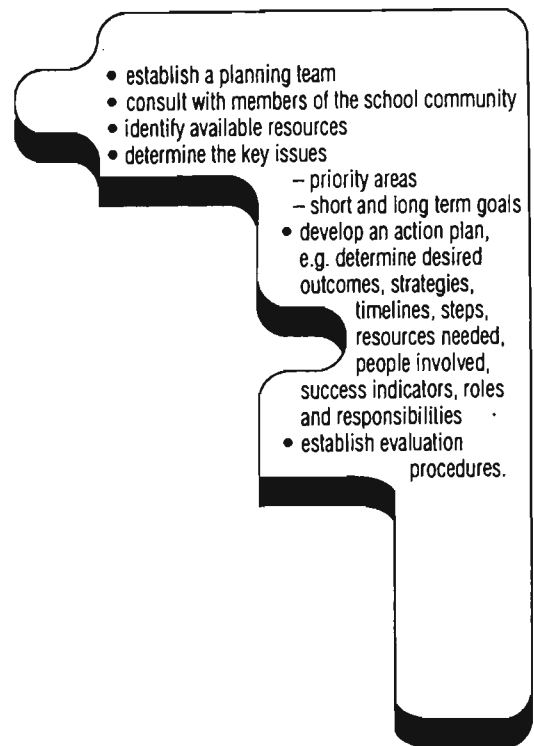 • establish a planning team
• consult with members of the school community
• identify available resources
• determine the key issues
– priority areas
– short and long term goals
• develop an action plan,
e.g. determine desired
outcomes, strategies,
timelines, steps,
resources needed,
people involved,
success indicators, roles
and responsibilities
• establish evaluation
procedures.